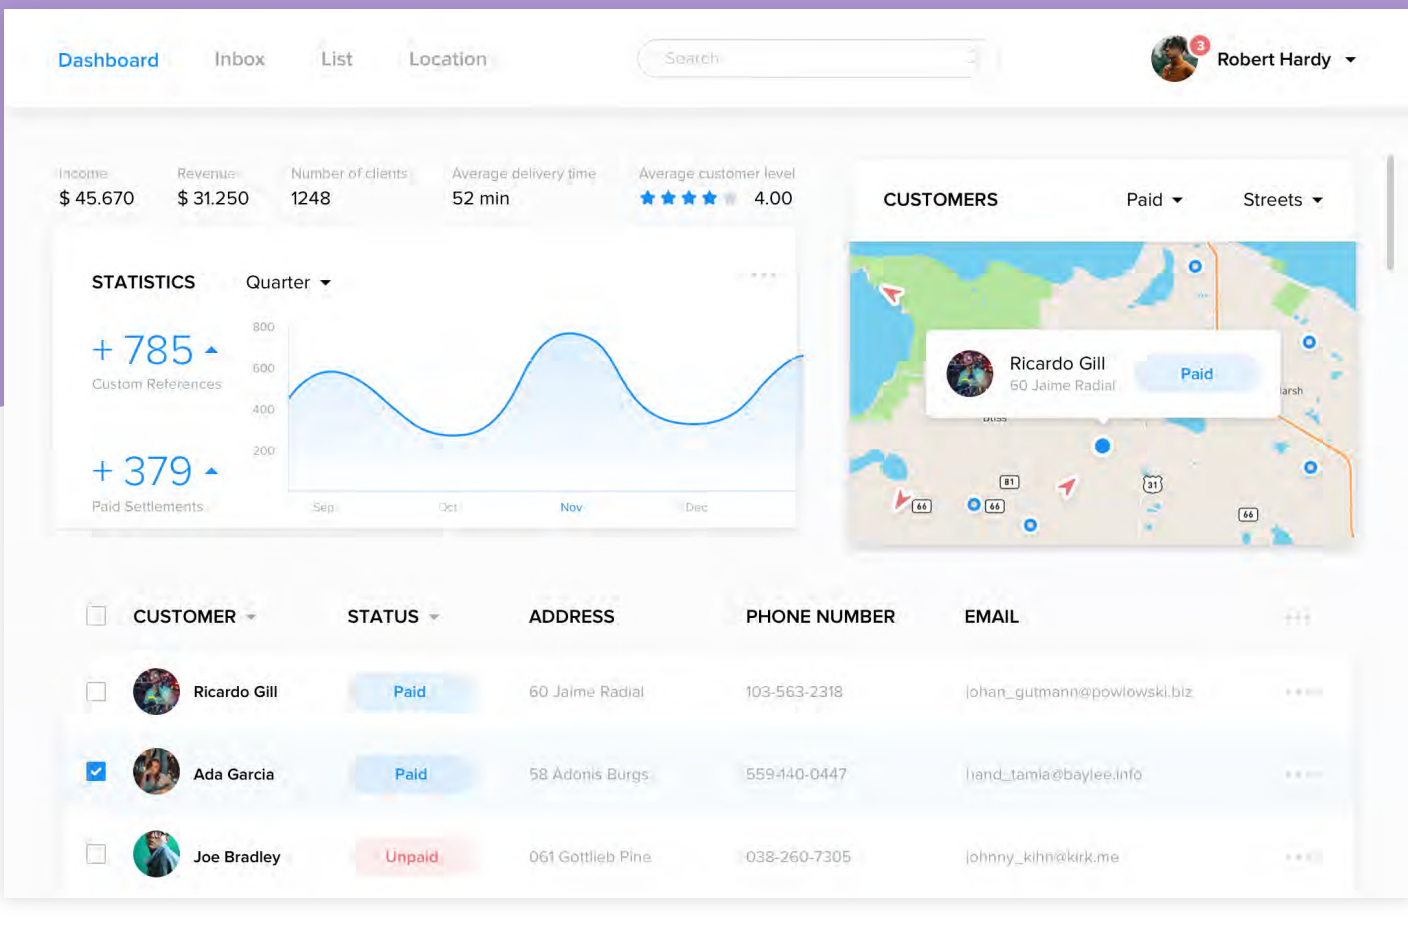 Dashboard Inbox List Location Search 3 Robert Hardy
Income Revenue Number of clients Average delivery time Average customer level
$ 45.670 $ 31.250 1248 52 min 4.00
CUSTOMERS Paid Streets
STATISTICS Quarter
+ 785
Custom References
+ 379
Paid Settlements
800
600
400
200
Sep Oct Nov Dec
Ricardo Gill
60 Jaime Radial
Paid
arsh
Bliss
81
31
66
66
66
CUSTOMER STATUS ADDRESS PHONE NUMBER EMAIL
Ricardo Gill Paid 60 Jaime Radial 103-563-2318 johan_gutmann@powlowski.biz
Ada Garcia Paid 58 Adonis Burgs 559-140-0447 hand_tamia@baylee.info
Joe Bradley Unpaid 061 Gottlieb Pine 038-260-7305 johnny_kihn@kirk.me